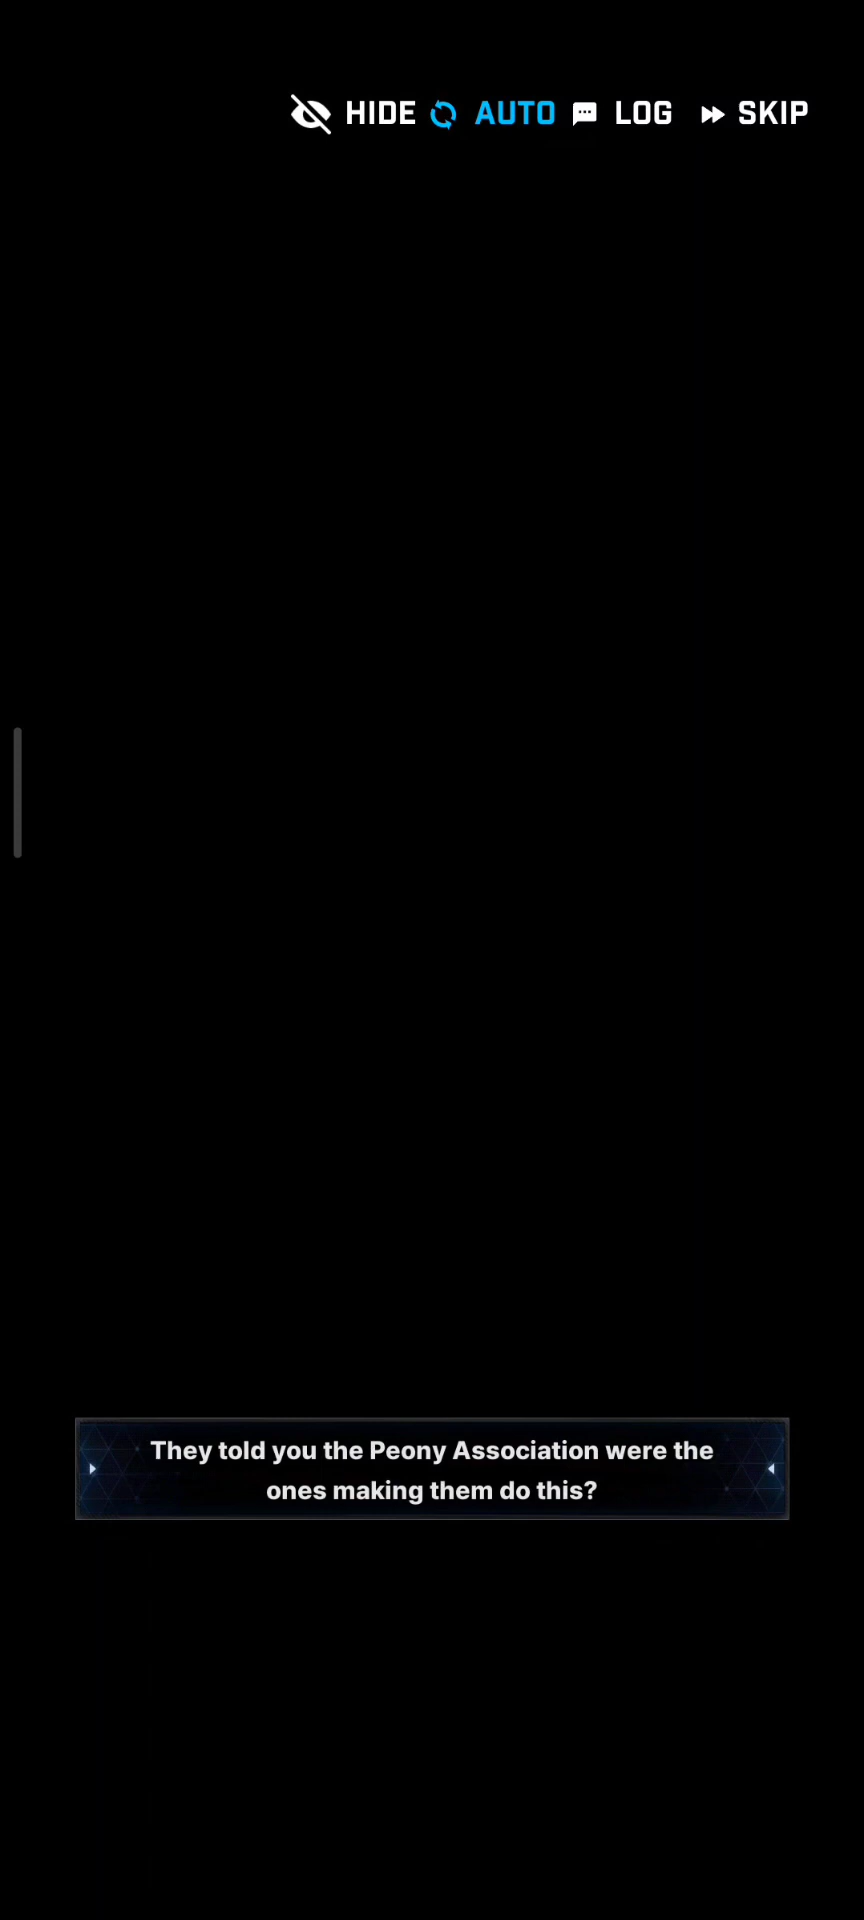 HIDE AUTO LOG SKIP
They told you the Peony Association were the
ones making them do this?